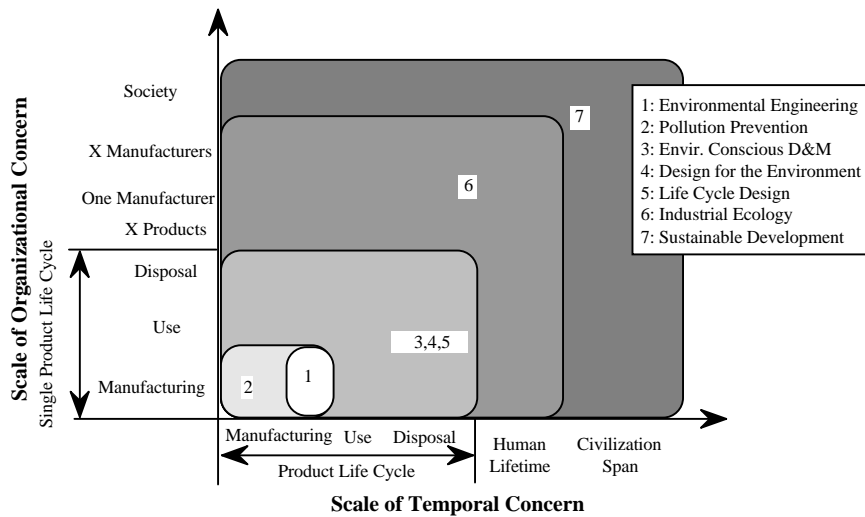 Scale of Organizational Concern
Single Product Life Cycle
Society
X Manufacturers
One Manufacturer
X Products
Disposal
Use
Manufacturing
7
6
3,4,5
2
1
1: Environmental Engineering
2: Pollution Prevention
3: Envir. Conscious D&M
4: Design for the Environment
5: Life Cycle Design
6: Industrial Ecology
7: Sustainable Development
Manufacturing Use Disposal
Product Life Cycle
Human
Lifetime
Civilization
Span
Scale of Temporal Concern